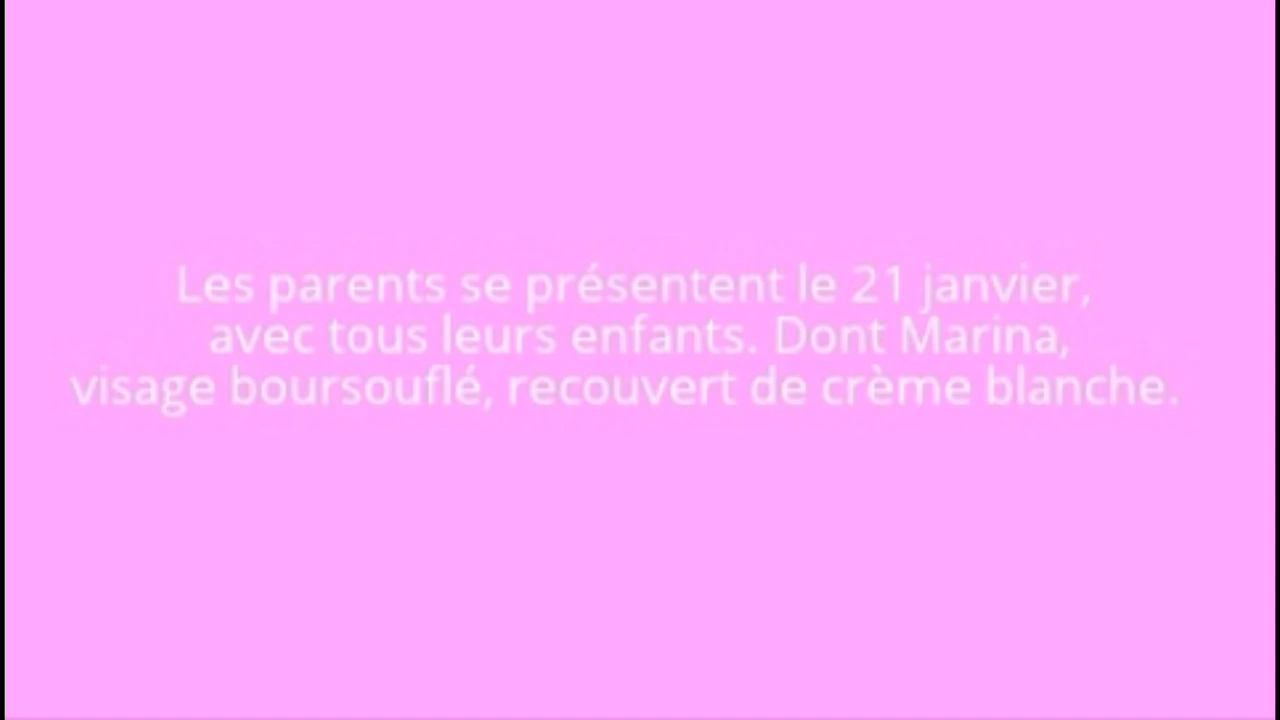 Les parents se présentent le 21 janvier,
avec tous leurs enfants. Dont Marina,
visage boursouflé, recouvert de crème blanche.